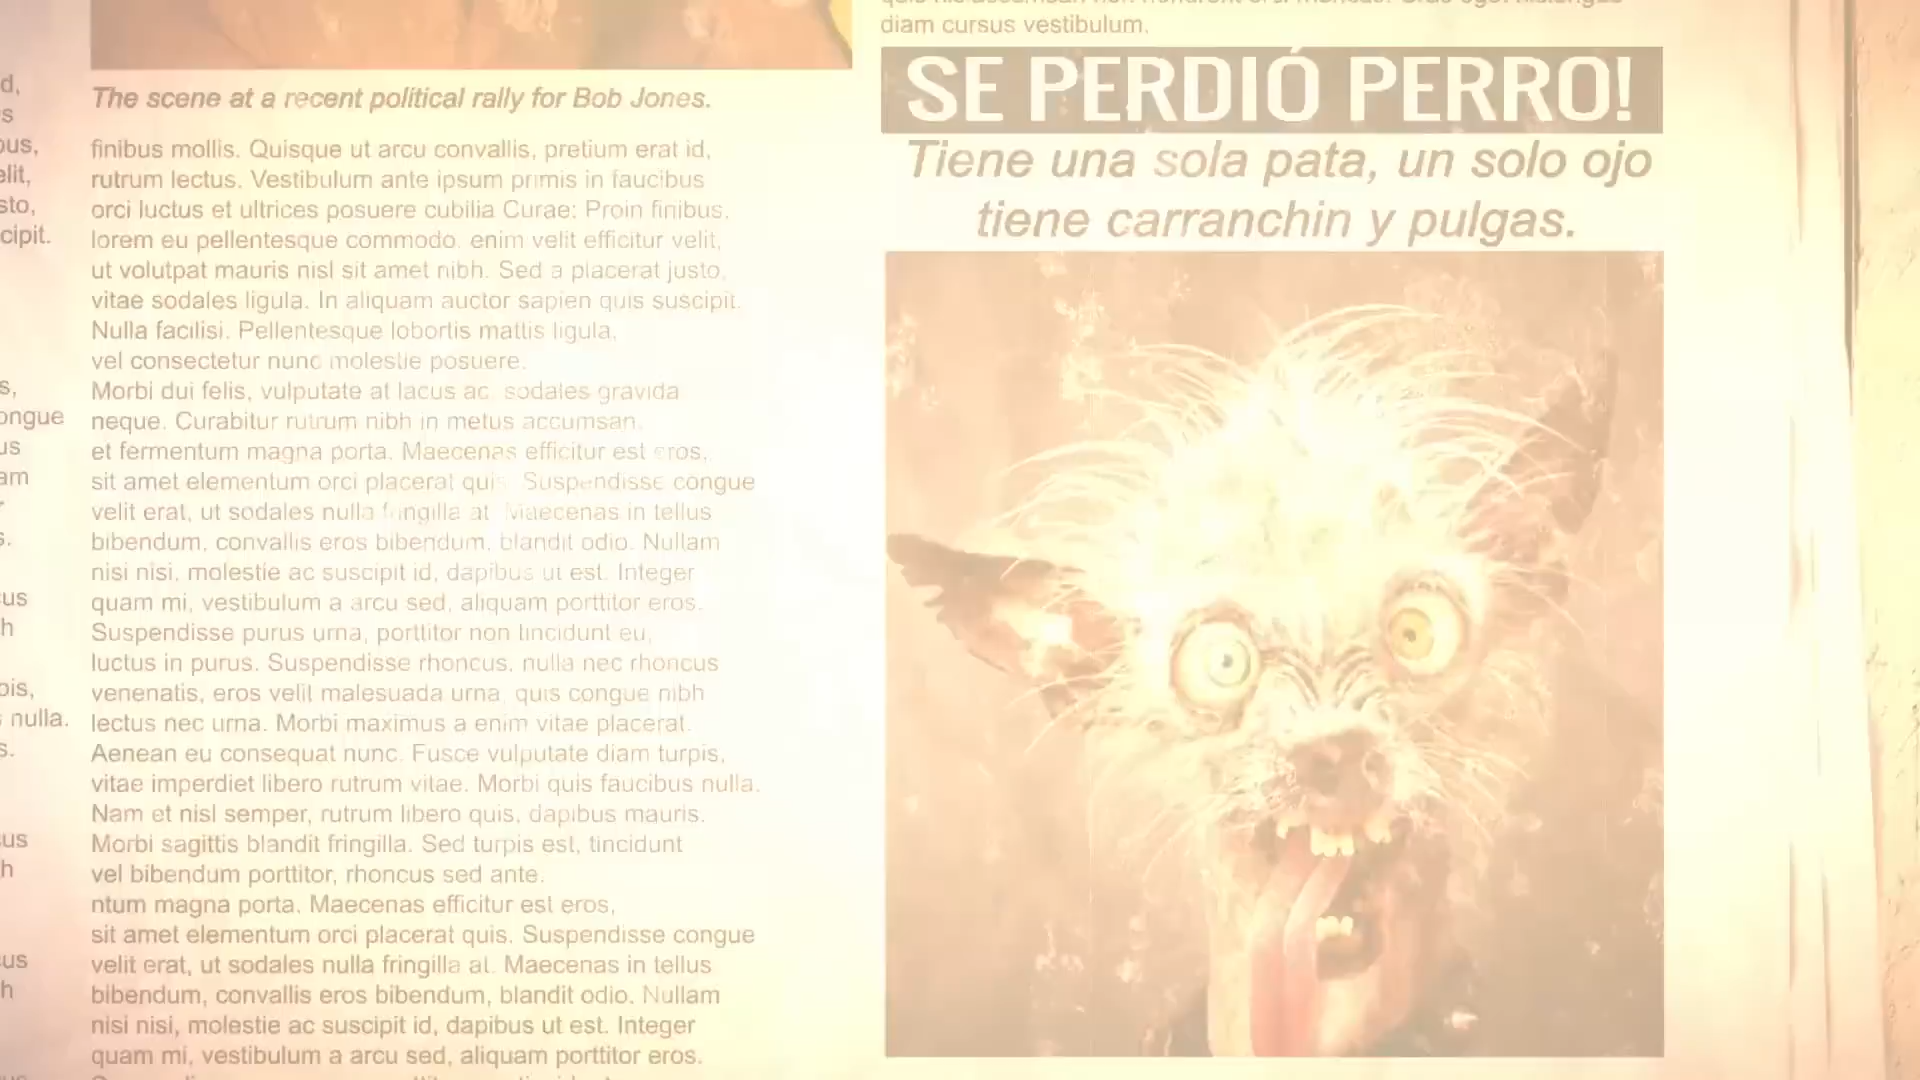 d,
s
ous,
elit,
sto,
cipit.
s,
ongue
us
am
s.
cus
h
ois,
nulla.
s.
cus
h
cus
h
The scene at a recent political rally for Bob Jones.
finibus mollis. Quisque ut arcu convallis, pretium erat id,
rutrum lectus. Vestibulum ante ipsum primis in faucibus
orci luctus et ultrices posuere cubilia Curae; Proin finibus,
lorem eu pellentesque commodo, enim velit efficitur velit,
ut volutpat mauris nisl sit amet nibh. Sed a placerat justo,
vitae sodales ligula. In aliquam auctor sapien quis suscipit.
Nulla facilisi. Pellentesque lobortis mattis ligula,
vel consectetur nunc molestie posuere.
Morbi dui felis, vulputate at lacus ac, sodales gravida
neque. Curabitur rutrum nibh in metus accumsan,
et fermentum magna porta. Maecenas efficitur est eros,
sit amet elementum orci placerat quis. Suspendisse congue
velit erat, ut sodales nulla fringilla at. Maecenas in tellus
bibendum, convallis eros bibendum, blandit odio. Nullam
nisi nisi, molestie ac suscipit id, dapibus ut est. Integer
quam mi, vestibulum a arcu sed, aliquam porttitor eros.
Suspendisse purus urna, porttitor non tincidunt eu,
luctus in purus. Suspendisse rhoncus, nulla nec rhoncus
venenatis, eros velit malesuada urna, quis congue nibh
lectus nec urna. Morbi maximus a enim vitae placerat.
Aenean eu consequat nunc. Fusce vulputate diam turpis,
vitae imperdiet libero rutrum vitae. Morbi quis faucibus nulla.
Nam et nisl semper, rutrum libero quis, dapibus mauris.
Morbi sagittis blandit fringilla. Sed turpis est, tincidunt
vel bibendum porttitor, rhoncus sed ante.
ntum magna porta. Maecenas efficitur est eros,
sit amet elementum orci placerat quis. Suspendisse congue
velit erat, ut sodales nulla fringilla at. Maecenas in tellus
bibendum, convallis eros bibendum, blandit odio. Nullam
nisi nisi, molestie ac suscipit id, dapibus ut est. Integer
quam mi, vestibulum a arcu sed, aliquam porttitor eros.
diam cursus vestibulum.
SE PERDIÓ PERRO!
Tiene una sola pata, un solo ojo
tiene carranchin y pulgas.